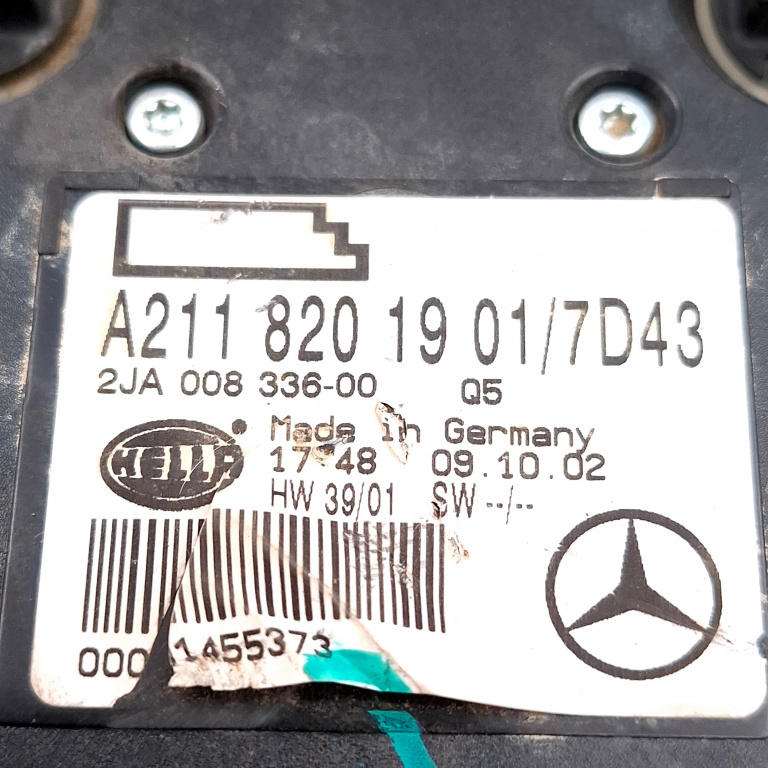 A211 820 19 01/7D43
2JA 008 336-00 Q5
Made in Germany
HELLA 17:48 09.10.02
HW 39/01 SW --/--